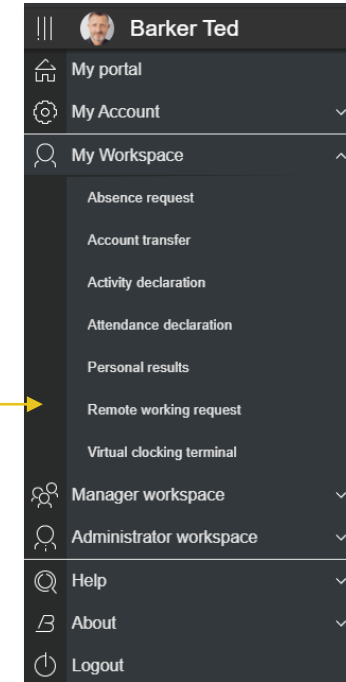 Barker Ted
My portal
My Account
My Workspace
Absence request
Account transfer
Activity declaration
Attendance declaration
Personal results
Remote working request
Virtual clocking terminal
Manager workspace
Administrator workspace
Help
About
Logout